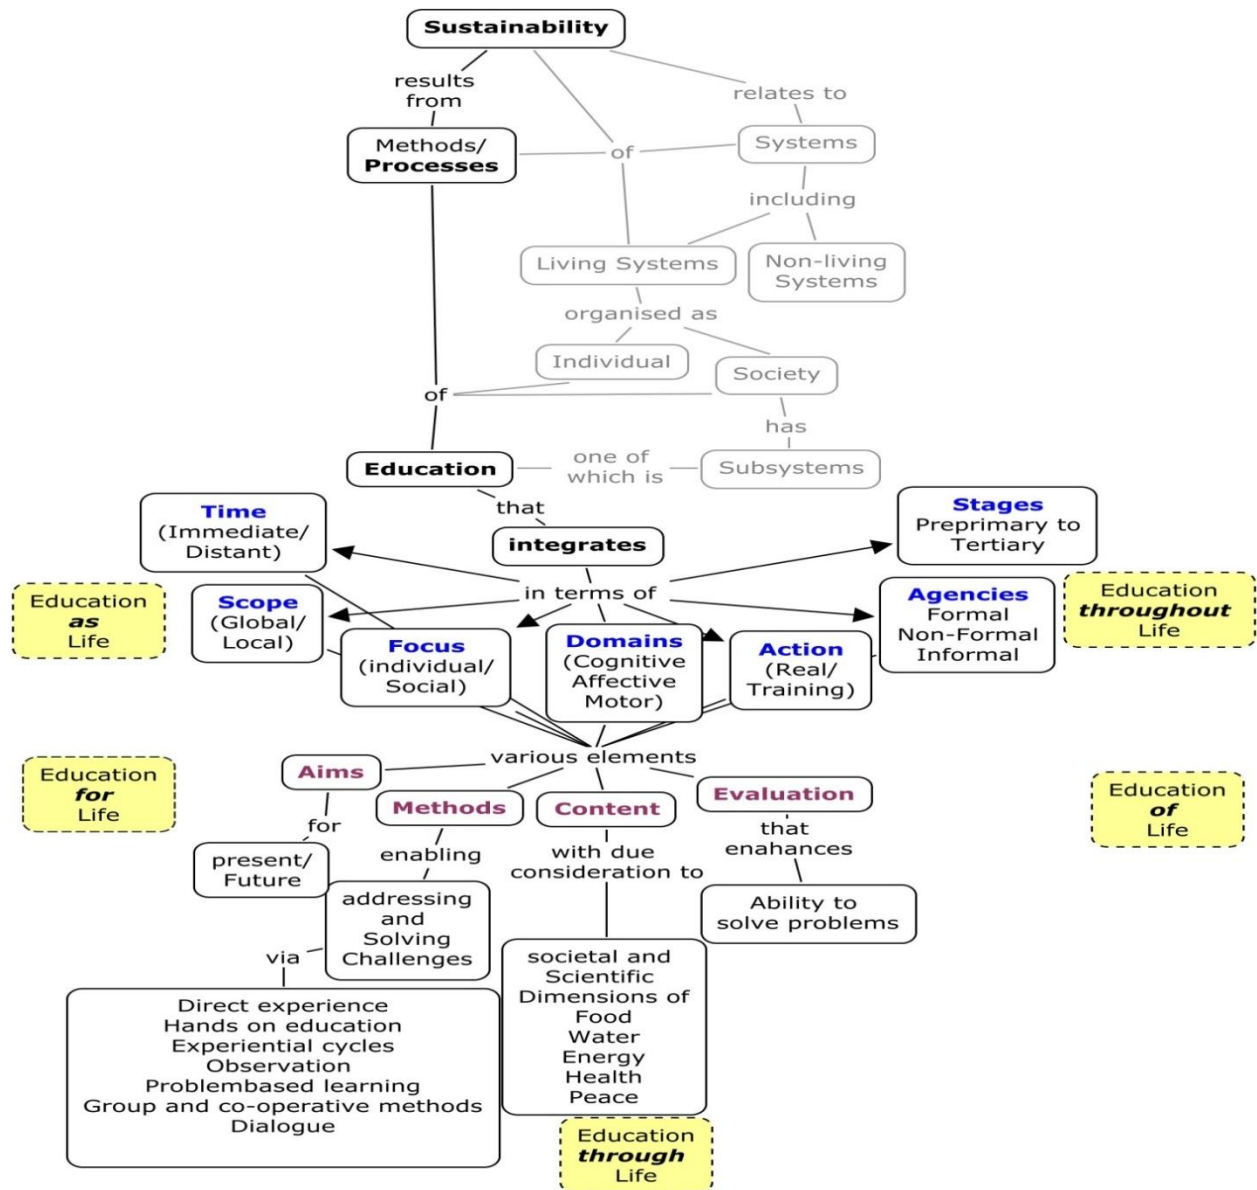 Sustainability
results
from
relates to
Methods/
Processes
of
Systems
including
Living Systems
Non-living
Systems
organised as
Individual
Society
of
has
Education
one of
which is
Subsystems
that
Time
(Immediate/
Distant)
integrates
Stages
Preprimary to
Tertiary
in terms of
Education
as
Life
Scope
(Global/
Local)
Focus
(individual/
Social)
Domains
(Cognitive
Affective
Motor)
Action
(Real/
Training)
Agencies
Formal
Non-Formal
Informal
Education
throughout
Life
various elements
Education
for
Life
Aims
Methods
Content
Evaluation
Education
of
Life
for
present/
Future
enabling
addressing
and
Solving
Challenges
with due
consideration to
that
enahances
Ability to
solve problems
via
Direct experience
Hands on education
Experiential cycles
Observation
Problembased learning
Group and co-operative methods
Dialogue
societal and
Scientific
Dimensions of
Food
Water
Energy
Health
Peace
Education
through
Life